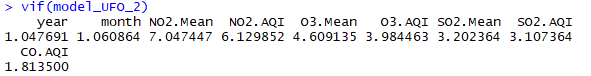 > vif(model_UFO_2)
year month NO2.Mean NO2.AQI O3.Mean O3.AQI SO2.Mean SO2.AQI
1.047691 1.060864 7.047447 6.129852 4.609135 3.984463 3.202364 3.107364
CO.AQI
1.813500